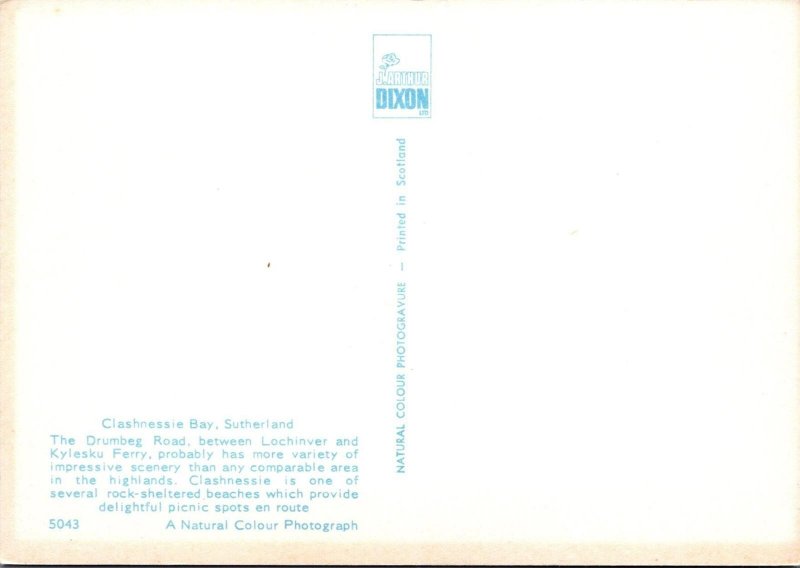 J. ARTHUR
DIXON
LTD
NATURAL COLOUR PHOTOGRAVURE — Printed in Scotland
Clashnessie Bay, Sutherland
The Drumbeg Road, between Lochinver and
Kylesku Ferry, probably has more variety of
impressive scenery than any comparable area
in the highlands. Clashnessie is one of
several rock-sheltered beaches which provide
delightful picnic spots en route
5043 A Natural Colour Photograph